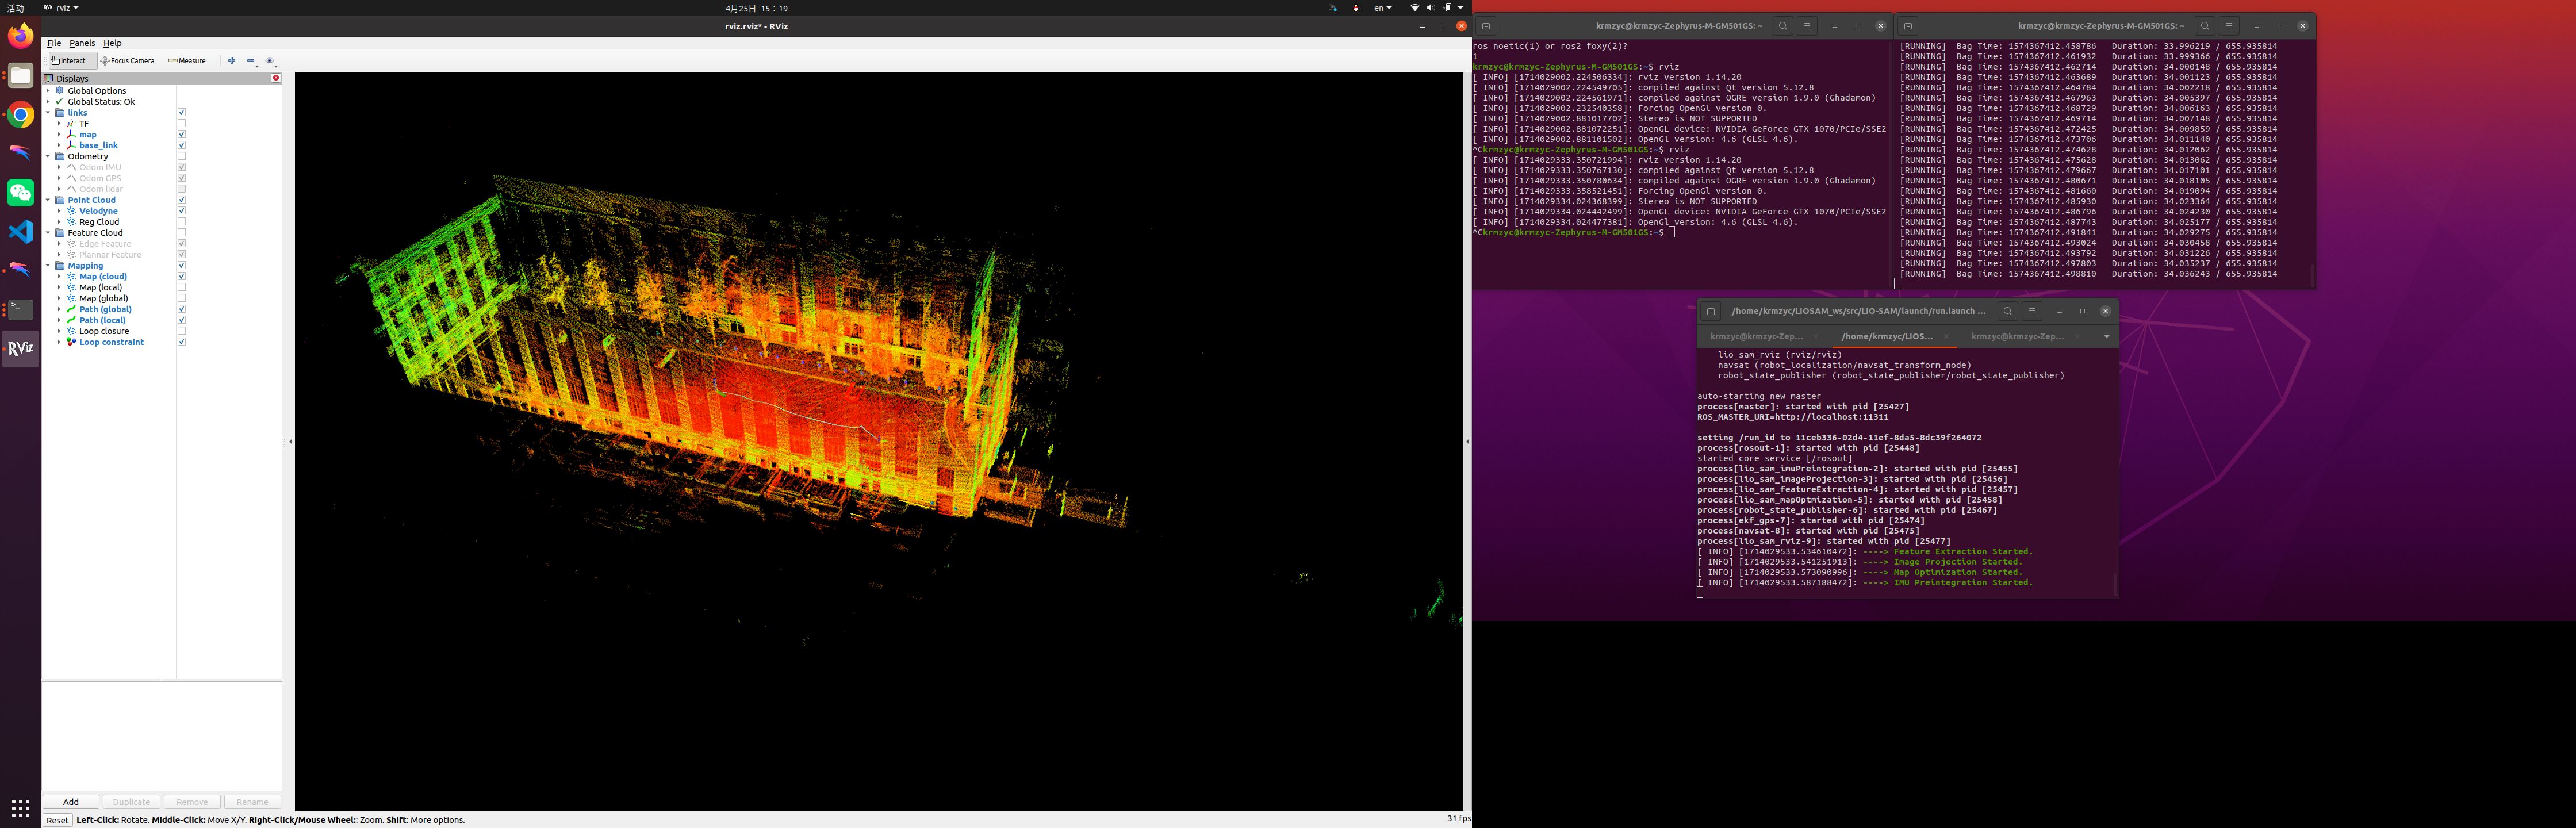 活动
rviz
4月25日 15：19
en
rviz.rviz* - RViz
File Panels Help
Interact Focus Camera Measure
Displays
Global Options
Global Status: Ok
links
TF
map
base_link
Odometry
Odom IMU
Odom GPS
Odom lidar
Point Cloud
Velodyne
Reg Cloud
Feature Cloud
Edge Feature
Plannar Feature
Mapping
Map (cloud)
Map (local)
Map (global)
Path (global)
Path (local)
Loop closure
Loop constraint
RViz
Add Duplicate Remove Rename
Reset Left-Click: Rotate. Middle-Click: Move X/Y. Right-Click/Mouse Wheel:: Zoom. Shift: More options.
31 fps
krmzyc@krmzyc-Zephyrus-M-GM501GS: ~
ros noetic(1) or ros2 foxy(2)?
1
krmzyc@krmzyc-Zephyrus-M-GM501GS:~$ rviz
[ INFO] [1714029002.224506334]: rviz version 1.14.20
[ INFO] [1714029002.224549705]: compiled against Qt version 5.12.8
[ INFO] [1714029002.224561971]: compiled against OGRE version 1.9.0 (Ghadamon)
[ INFO] [1714029002.232540358]: Forcing OpenGl version 0.
[ INFO] [1714029002.881017702]: Stereo is NOT SUPPORTED
[ INFO] [1714029002.881072251]: OpenGL device: NVIDIA GeForce GTX 1070/PCIe/SSE2
[ INFO] [1714029002.881101502]: OpenGl version: 4.6 (GLSL 4.6).
^Ckrmzyc@krmzyc-Zephyrus-M-GM501GS:~$ rviz
[ INFO] [1714029333.350721994]: rviz version 1.14.20
[ INFO] [1714029333.350767130]: compiled against Qt version 5.12.8
[ INFO] [1714029333.350780634]: compiled against OGRE version 1.9.0 (Ghadamon)
[ INFO] [1714029333.358521451]: Forcing OpenGl version 0.
[ INFO] [1714029334.024368399]: Stereo is NOT SUPPORTED
[ INFO] [1714029334.024442499]: OpenGL device: NVIDIA GeForce GTX 1070/PCIe/SSE2
[ INFO] [1714029334.024477381]: OpenGl version: 4.6 (GLSL 4.6).
^Ckrmzyc@krmzyc-Zephyrus-M-GM501GS:~$
krmzyc@krmzyc-Zephyrus-M-GM501GS: ~
[RUNNING] Bag Time: 1574367412.458786 Duration: 33.996219 / 655.935814
[RUNNING] Bag Time: 1574367412.461932 Duration: 33.999366 / 655.935814
[RUNNING] Bag Time: 1574367412.462714 Duration: 34.000148 / 655.935814
[RUNNING] Bag Time: 1574367412.463689 Duration: 34.001123 / 655.935814
[RUNNING] Bag Time: 1574367412.464784 Duration: 34.002218 / 655.935814
[RUNNING] Bag Time: 1574367412.467963 Duration: 34.005397 / 655.935814
[RUNNING] Bag Time: 1574367412.468729 Duration: 34.006163 / 655.935814
[RUNNING] Bag Time: 1574367412.469714 Duration: 34.007148 / 655.935814
[RUNNING] Bag Time: 1574367412.472425 Duration: 34.009859 / 655.935814
[RUNNING] Bag Time: 1574367412.473706 Duration: 34.011140 / 655.935814
[RUNNING] Bag Time: 1574367412.474628 Duration: 34.012062 / 655.935814
[RUNNING] Bag Time: 1574367412.475628 Duration: 34.013062 / 655.935814
[RUNNING] Bag Time: 1574367412.479667 Duration: 34.017101 / 655.935814
[RUNNING] Bag Time: 1574367412.480671 Duration: 34.018105 / 655.935814
[RUNNING] Bag Time: 1574367412.481660 Duration: 34.019094 / 655.935814
[RUNNING] Bag Time: 1574367412.485930 Duration: 34.023364 / 655.935814
[RUNNING] Bag Time: 1574367412.486796 Duration: 34.024230 / 655.935814
[RUNNING] Bag Time: 1574367412.487743 Duration: 34.025177 / 655.935814
[RUNNING] Bag Time: 1574367412.491841 Duration: 34.029275 / 655.935814
[RUNNING] Bag Time: 1574367412.493024 Duration: 34.030458 / 655.935814
[RUNNING] Bag Time: 1574367412.493792 Duration: 34.031226 / 655.935814
[RUNNING] Bag Time: 1574367412.497803 Duration: 34.035237 / 655.935814
[RUNNING] Bag Time: 1574367412.498810 Duration: 34.036243 / 655.935814
/home/krmzyc/LIOSAM_ws/src/LIO-SAM/launch/run.launch ...
krmzyc@krmzyc-Zep... /home/krmzyc/LIOS... krmzyc@krmzyc-Zep...
lio_sam_rviz (rviz/rviz)
navsat (robot_localization/navsat_transform_node)
robot_state_publisher (robot_state_publisher/robot_state_publisher)
auto-starting new master
process[master]: started with pid [25427]
ROS_MASTER_URI=http://localhost:11311
setting /run_id to 11ceb336-02d4-11ef-8da5-8dc39f264072
process[rosout-1]: started with pid [25448]
started core service [/rosout]
process[lio_sam_imuPreintegration-2]: started with pid [25455]
process[lio_sam_imageProjection-3]: started with pid [25456]
process[lio_sam_featureExtraction-4]: started with pid [25457]
process[lio_sam_mapOptmization-5]: started with pid [25458]
process[robot_state_publisher-6]: started with pid [25467]
process[ekf_gps-7]: started with pid [25474]
process[navsat-8]: started with pid [25475]
process[lio_sam_rviz-9]: started with pid [25477]
[ INFO] [1714029533.534610472]: ----> Feature Extraction Started.
[ INFO] [1714029533.541251913]: ----> Image Projection Started.
[ INFO] [1714029533.573090996]: ----> Map Optimization Started.
[ INFO] [1714029533.587188472]: ----> IMU Preintegration Started.